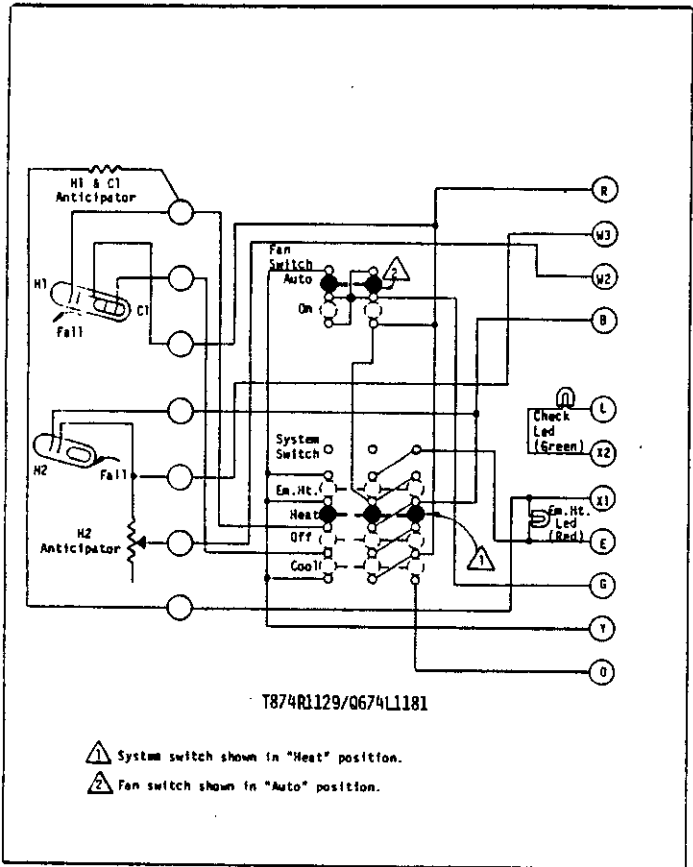 H1 & C1
Anticipator
R
W3
W2
B
Fan
Switch
Auto
2
On
H1
C1
Fall
L
Check
Led
(Green)
X2
System
Switch
H2
Fall
Em.Ht.
X1
Heat
Em.Ht.
Led
(Red)
E
H2
Anticipator
Off
Cool
1
G
Y
O
T874R1129/Q674L1181
1 System switch shown in "Heat" position.
2 Fan switch shown in "Auto" position.